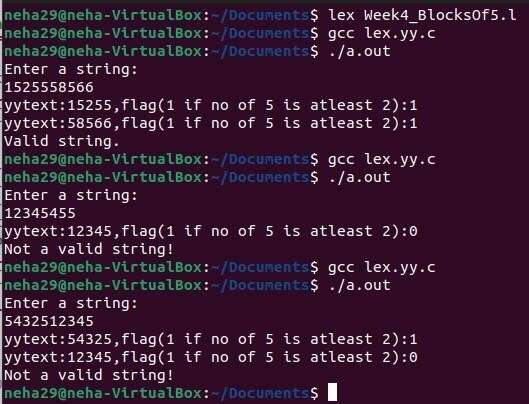 neha29@neha-VirtualBox:~/Documents$ lex Week4_BlocksOf5.l
neha29@neha-VirtualBox:~/Documents$ gcc lex.yy.c
neha29@neha-VirtualBox:~/Documents$ ./a.out
Enter a string:
1525558566
yytext:15255,flag(1 if no of 5 is atleast 2):1
yytext:58566,flag(1 if no of 5 is atleast 2):1
Valid string.
neha29@neha-VirtualBox:~/Documents$ gcc lex.yy.c
neha29@neha-VirtualBox:~/Documents$ ./a.out
Enter a string:
12345455
yytext:12345,flag(1 if no of 5 is atleast 2):0
Not a valid string!
neha29@neha-VirtualBox:~/Documents$ gcc lex.yy.c
neha29@neha-VirtualBox:~/Documents$ ./a.out
Enter a string:
5432512345
yytext:54325,flag(1 if no of 5 is atleast 2):1
yytext:12345,flag(1 if no of 5 is atleast 2):0
Not a valid string!
neha29@neha-VirtualBox:~/Documents$